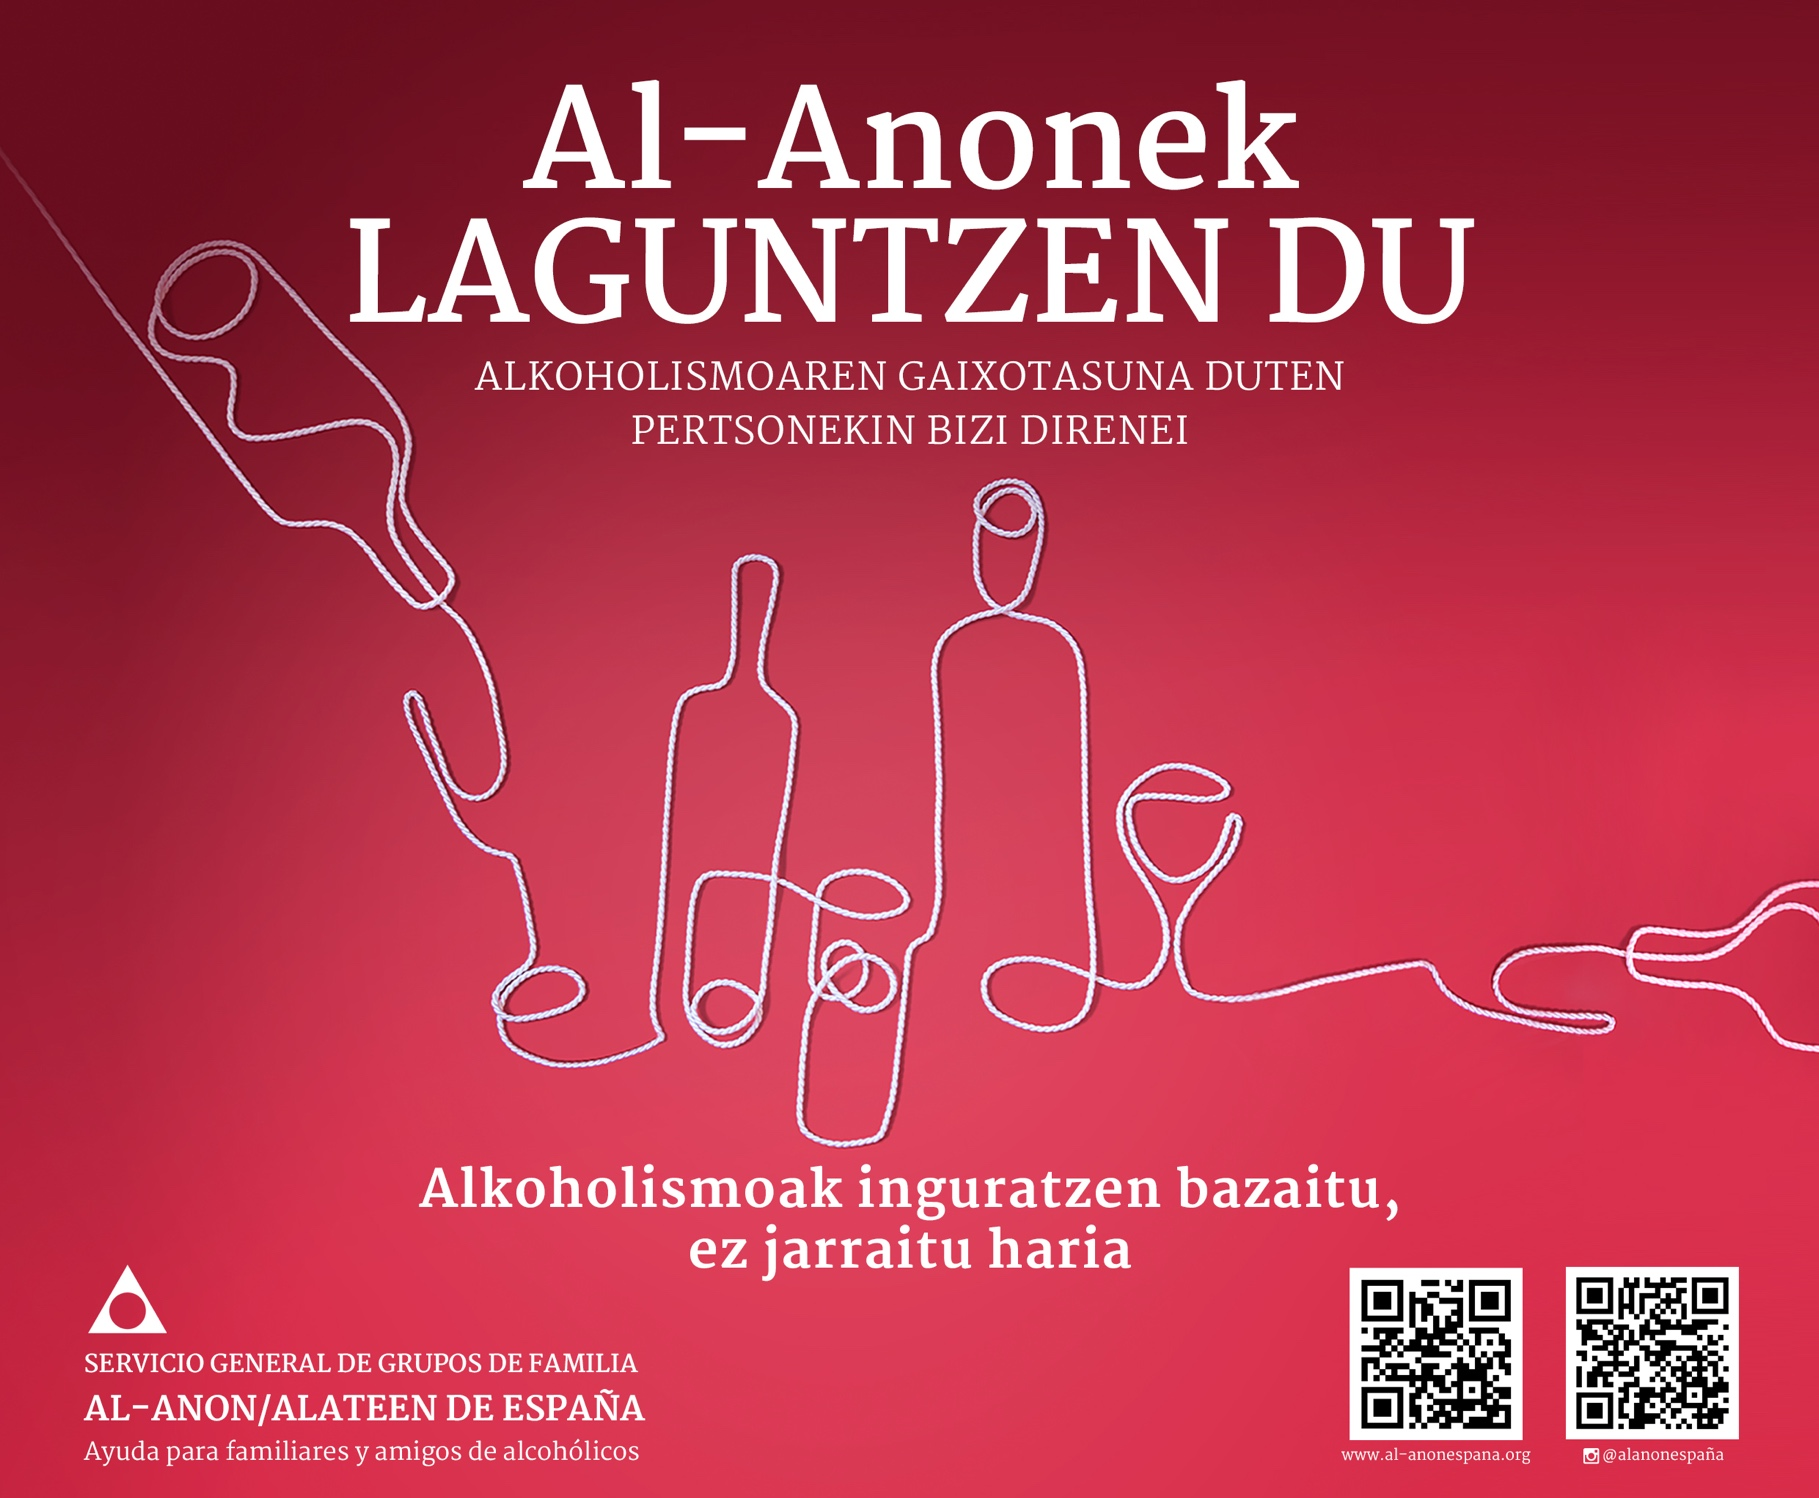 Al-Anonek
LAGUNTZEN DU
ALKOHOLISMOAREN GAIXOTASUNA DUTEN
PERTSONEKIN BIZI DIRENEI
Alkoholismoak inguratzen bazaitu,
ez jarraitu haria
SERVICIO GENERAL DE GRUPOS DE FAMILIA
AL-ANON/ALATEEN DE ESPAÑA
Ayuda para familiares y amigos de alcohólicos
www.al-anonespana.org
@alanonespaña